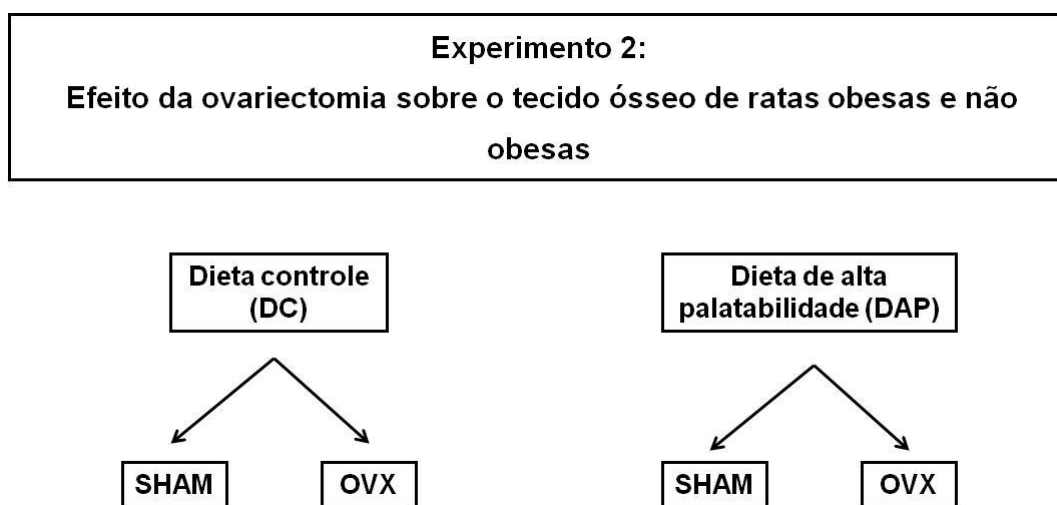 Experimento 2:
Efeito da ovariectomia sobre o tecido ósseo de ratas obesas e não
obesas
Dieta controle
(DC)
Dieta de alta
palatabilidade (DAP)
SHAM
OVX
SHAM
OVX